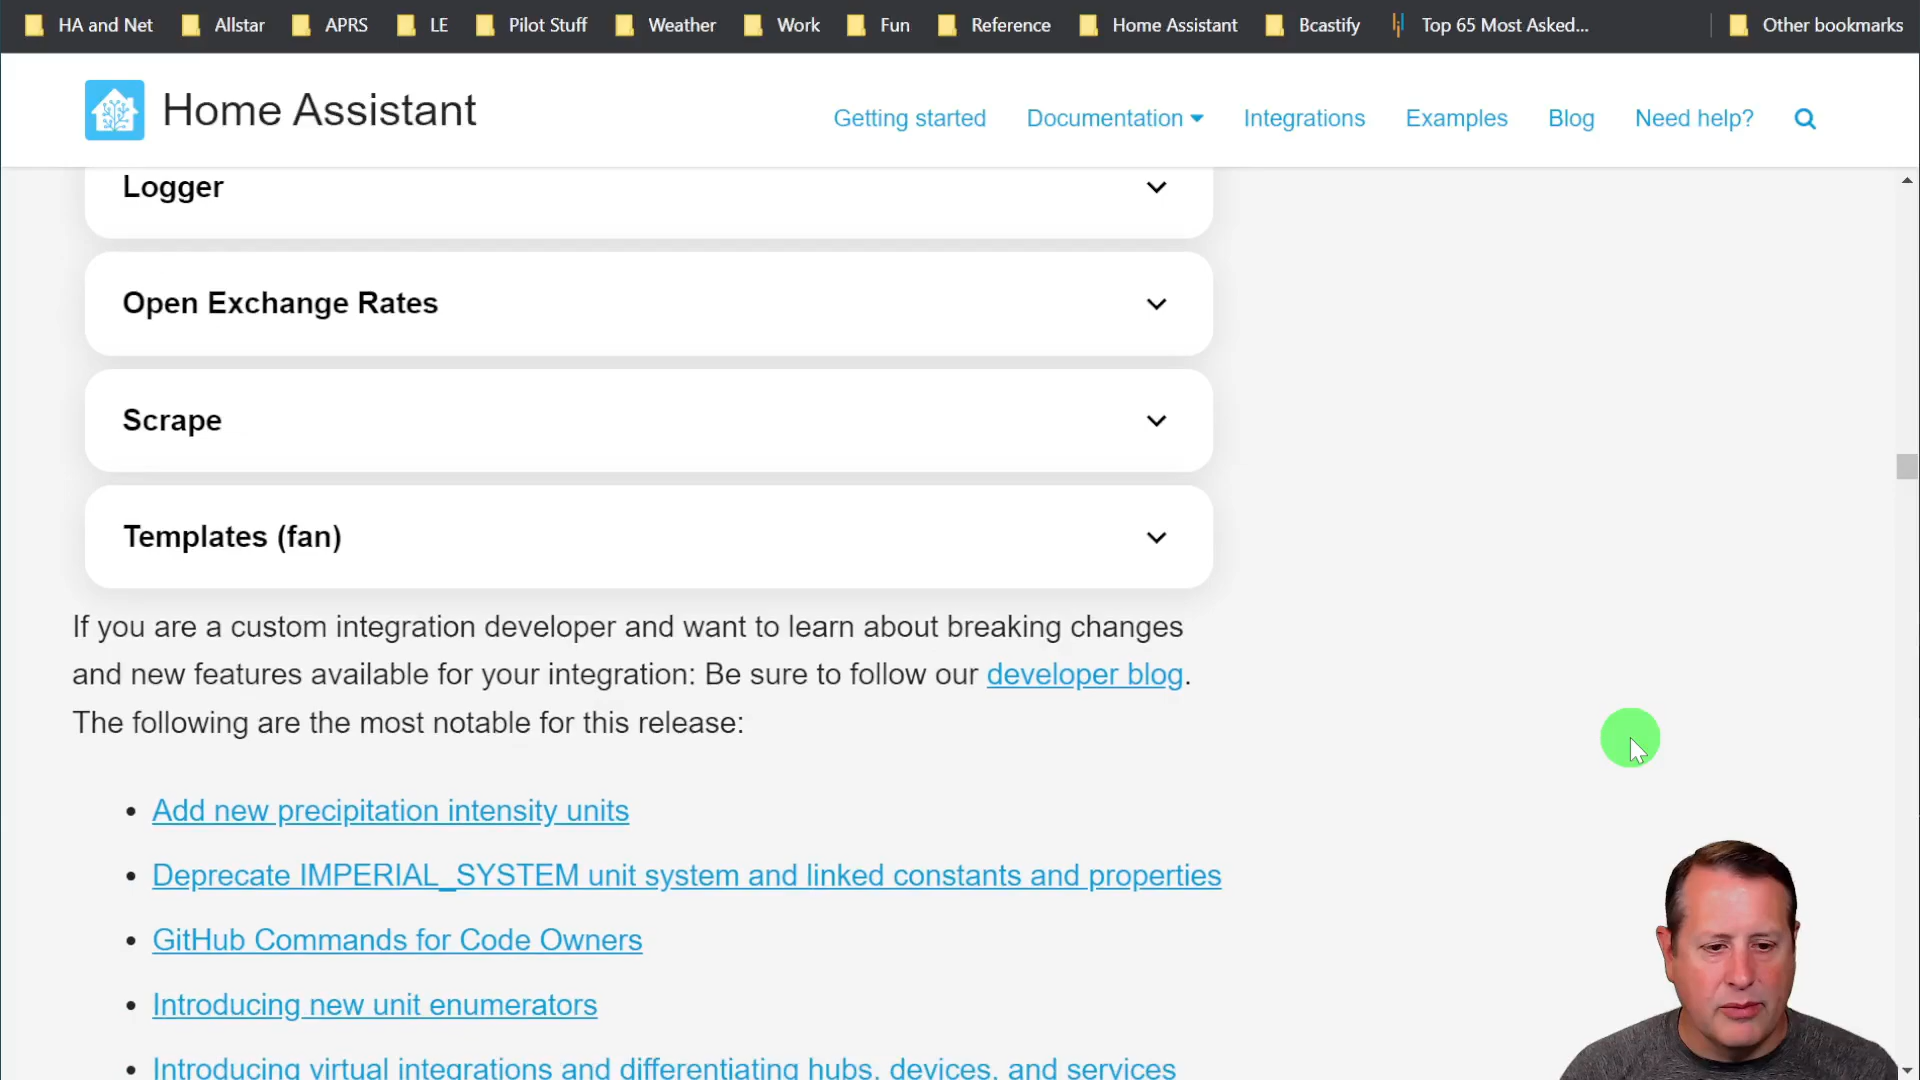 HA and Net Allstar APRS LE Pilot Stuff Weather Work Fun Reference Home Assistant Bcastify Top 65 Most Asked... Other bookmarks
Home Assistant
Getting started Documentation Integrations Examples Blog Need help?
Logger
Open Exchange Rates
Scrape
Templates (fan)
If you are a custom integration developer and want to learn about breaking changes
and new features available for your integration: Be sure to follow our developer blog.
The following are the most notable for this release:
• Add new precipitation intensity units
• Deprecate IMPERIAL_SYSTEM unit system and linked constants and properties
• GitHub Commands for Code Owners
• Introducing new unit enumerators
• Introducing virtual integrations and differentiating hubs, devices, and services